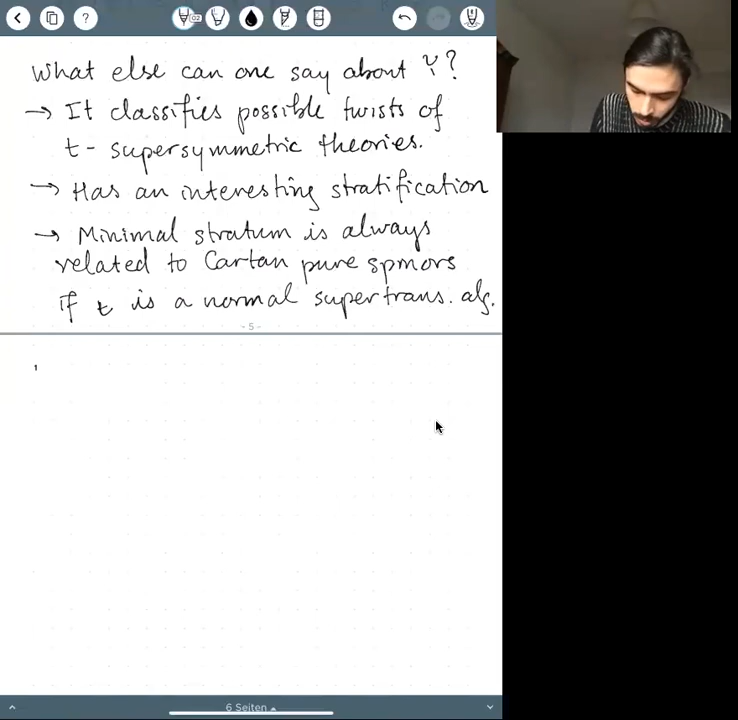 What else can one say about Y?
→ It classifies possible twists of
t - supersymmetric theories.
→ Has an interesting stratification
→ Minimal stratum is always
related to Cartan pure spinors
if t is a normal supertrans. alg.
- 5 -
6 Seiten